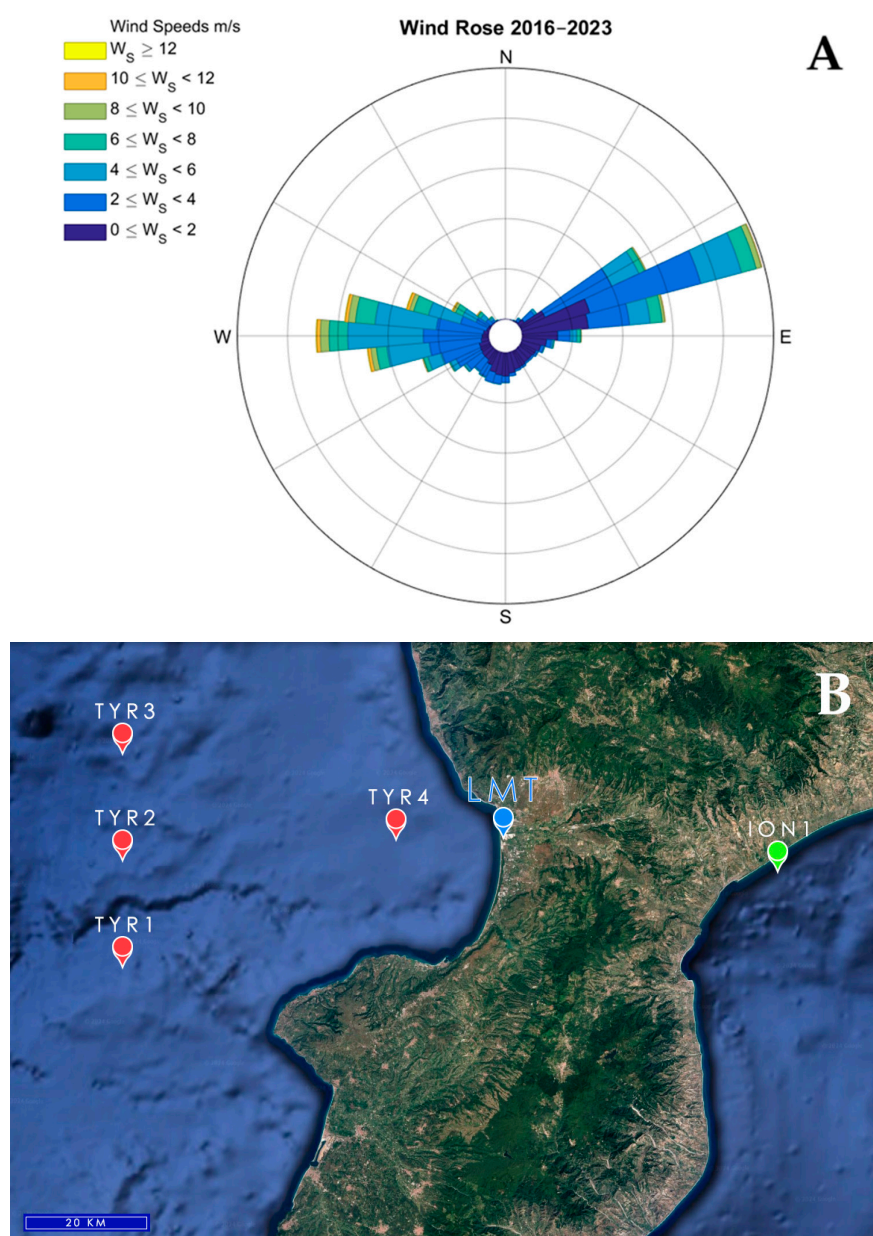 Wind Speeds m/s
W_S ≥ 12
10 ≤ W_S < 12
8 ≤ W_S < 10
6 ≤ W_S < 8
4 ≤ W_S < 6
2 ≤ W_S < 4
0 ≤ W_S < 2
Wind Rose 2016–2023
A
N
W
E
S
B
TYR3
TYR2
TYR4
LMT
ION1
TYR1
20 KM